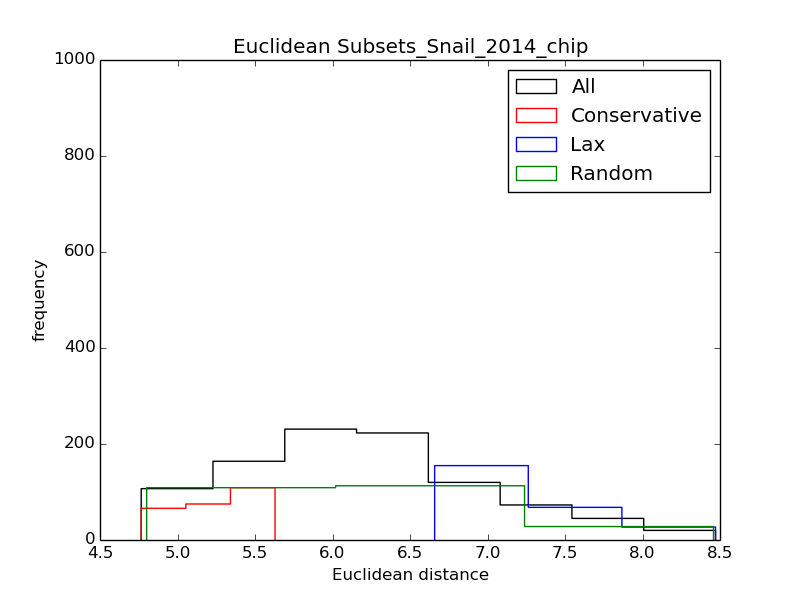 Euclidean Subsets_Snail_2014_chip
1000
800
600
400
200
0
frequency
All
Conservative
Lax
Random
4.5 5.0 5.5 6.0 6.5 7.0 7.5 8.0 8.5
Euclidean distance